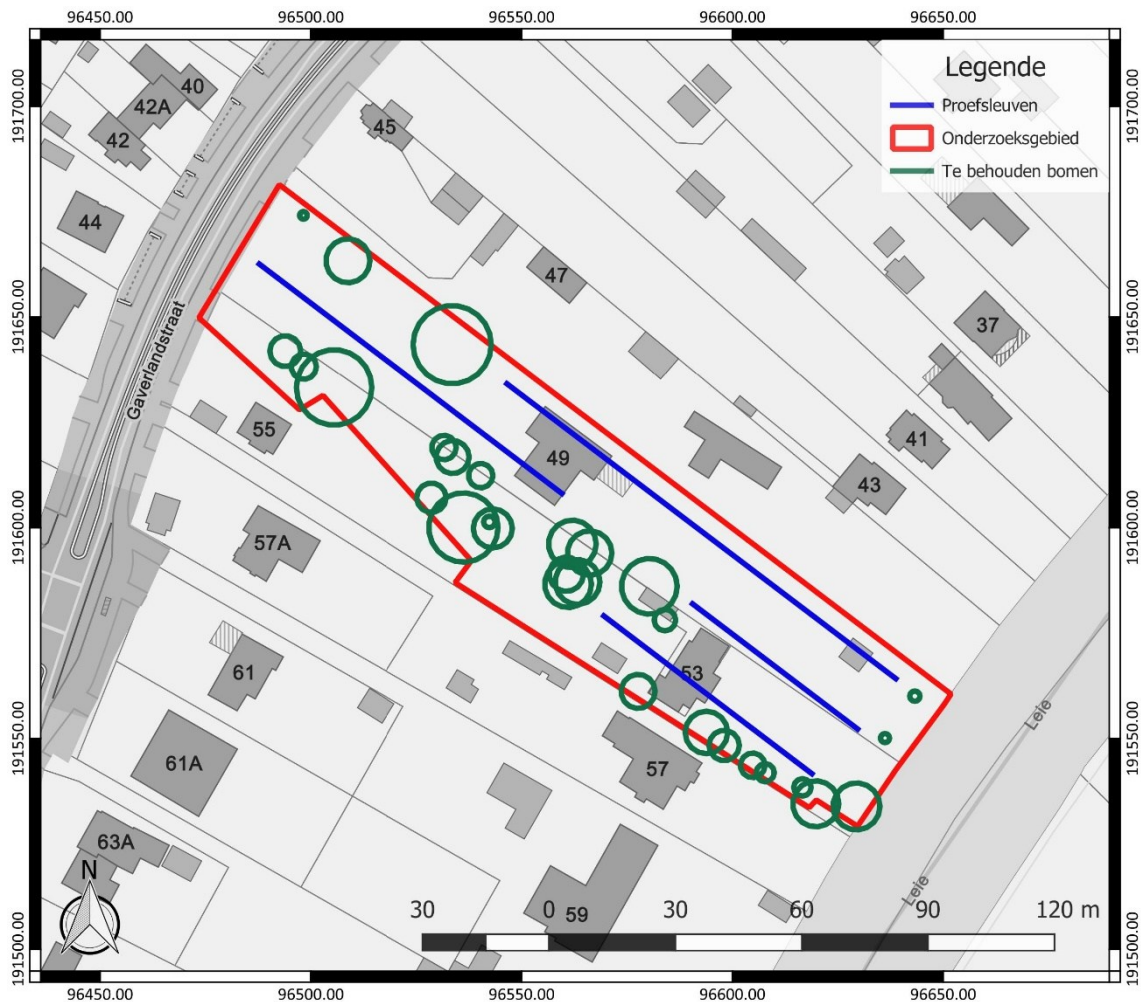 96450.00
96500.00
96550.00
96600.00
96650.00
Legende
Proefsleuven
Onderzoeksgebied
Te behouden bomen
191700.00
191700.00
40
42A
42
45
44
47
37
191650.00
191650.00
Gaverlandstraat
55
49
41
43
191600.00
191600.00
57A
61
53
57
Leie
191550.00
191550.00
61A
63A
59
Leie
N
30 0 30 60 90 120 m
191500.00
191500.00
96450.00
96500.00
96550.00
96600.00
96650.00